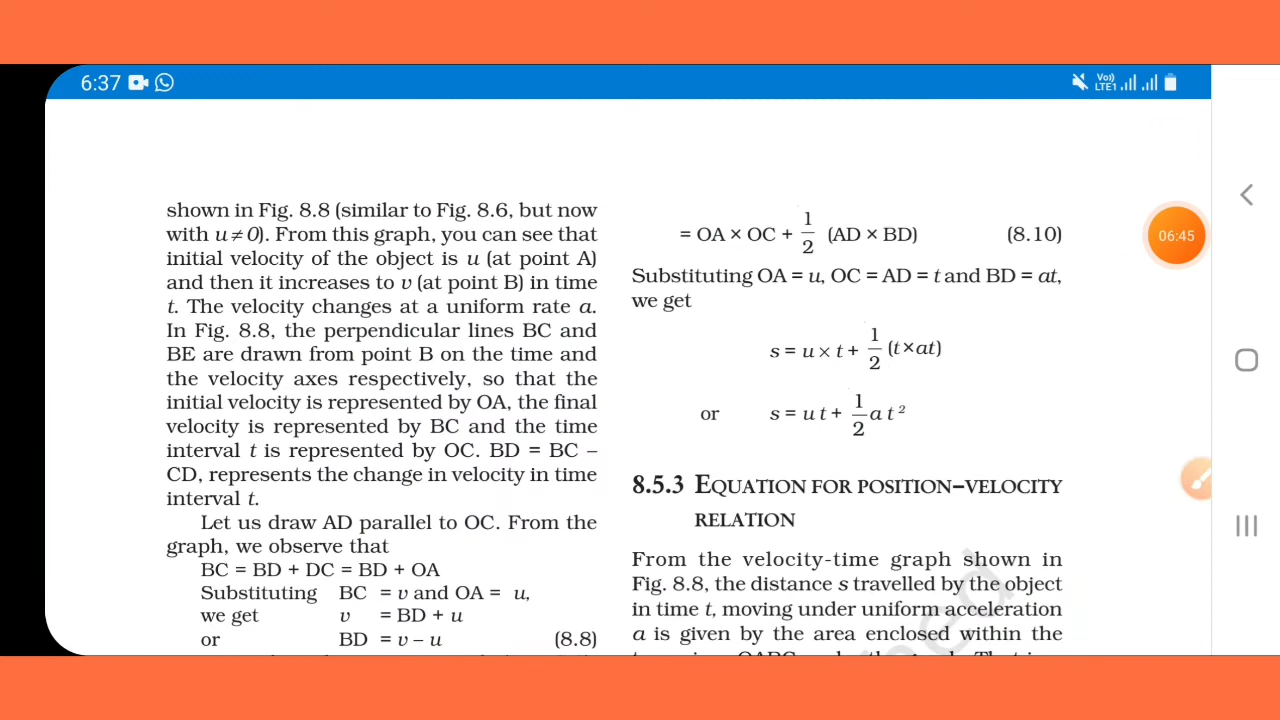 6:37
Vo))
LTE1
shown in Fig. 8.8 (similar to Fig. 8.6, but now
with u ≠ 0). From this graph, you can see that
initial velocity of the object is u (at point A)
and then it increases to v (at point B) in time
t. The velocity changes at a uniform rate a.
In Fig. 8.8, the perpendicular lines BC and
BE are drawn from point B on the time and
the velocity axes respectively, so that the
initial velocity is represented by OA, the final
velocity is represented by BC and the time
interval t is represented by OC. BD = BC –
CD, represents the change in velocity in time
interval t.
Let us draw AD parallel to OC. From the
graph, we observe that
BC = BD + DC = BD + OA
Substituting BC = v and OA = u,
we get v = BD + u
or BD = v – u (8.8)
= OA × OC + 1/2 (AD × BD) (8.10)
Substituting OA = u, OC = AD = t and BD = at,
we get
s = u × t + 1/2 (t × at)
or s = u t + 1/2 a t²
8.5.3 EQUATION FOR POSITION–VELOCITY
RELATION
From the velocity-time graph shown in
Fig. 8.8, the distance s travelled by the object
in time t, moving under uniform acceleration
a is given by the area enclosed within the
06:45